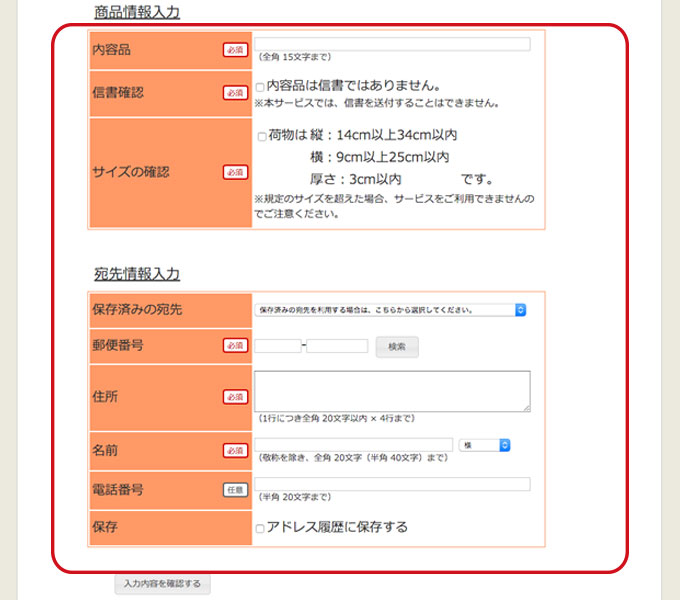 商品情報入力
内容品 必須
（全角 15文字まで）
信書確認 必須
内容品は信書ではありません。
※本サービスでは、信書を送付することはできません。
サイズの確認 必須
荷物は 縦：14cm以上34cm以内
横：9cm以上25cm以内
厚さ：3cm以内 です。
※規定のサイズを超えた場合、サービスをご利用できませんの
でご注意ください。
宛先情報入力
保存済みの宛先
保存済みの宛先を利用する場合は、こちらから選択してください。
郵便番号 必須
- 検索
住所 必須
（1行につき全角 20文字以内 × 4行まで）
名前 必須
様
（敬称を除き、全角 20文字（半角 40文字）まで）
電話番号 任意
（半角 20文字まで）
保存
アドレス履歴に保存する
入力内容を確認する